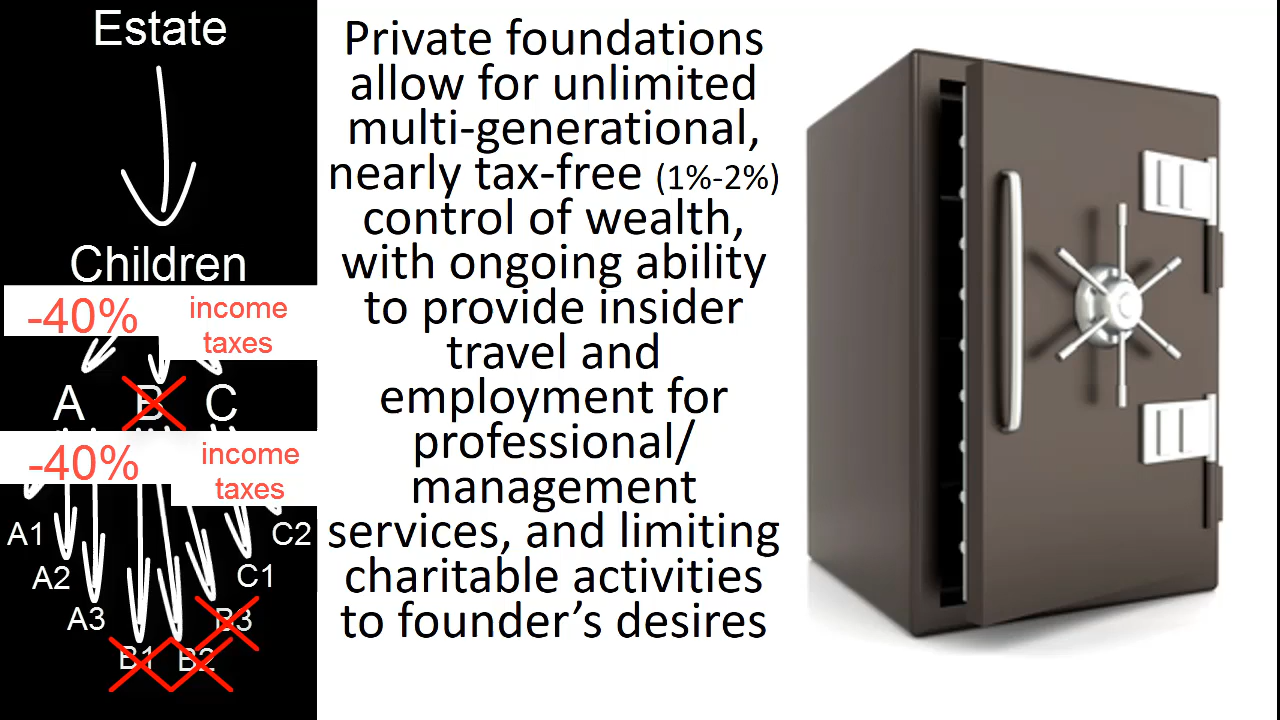 Estate
Children
-40% income
taxes
A B C
-40% income
taxes
A1 C2
A2 C1
A3 B3
B1 B2
Private foundations
allow for unlimited
multi-generational,
nearly tax-free (1%-2%)
control of wealth,
with ongoing ability
to provide insider
travel and
employment for
professional/
management
services, and limiting
charitable activities
to founder’s desires